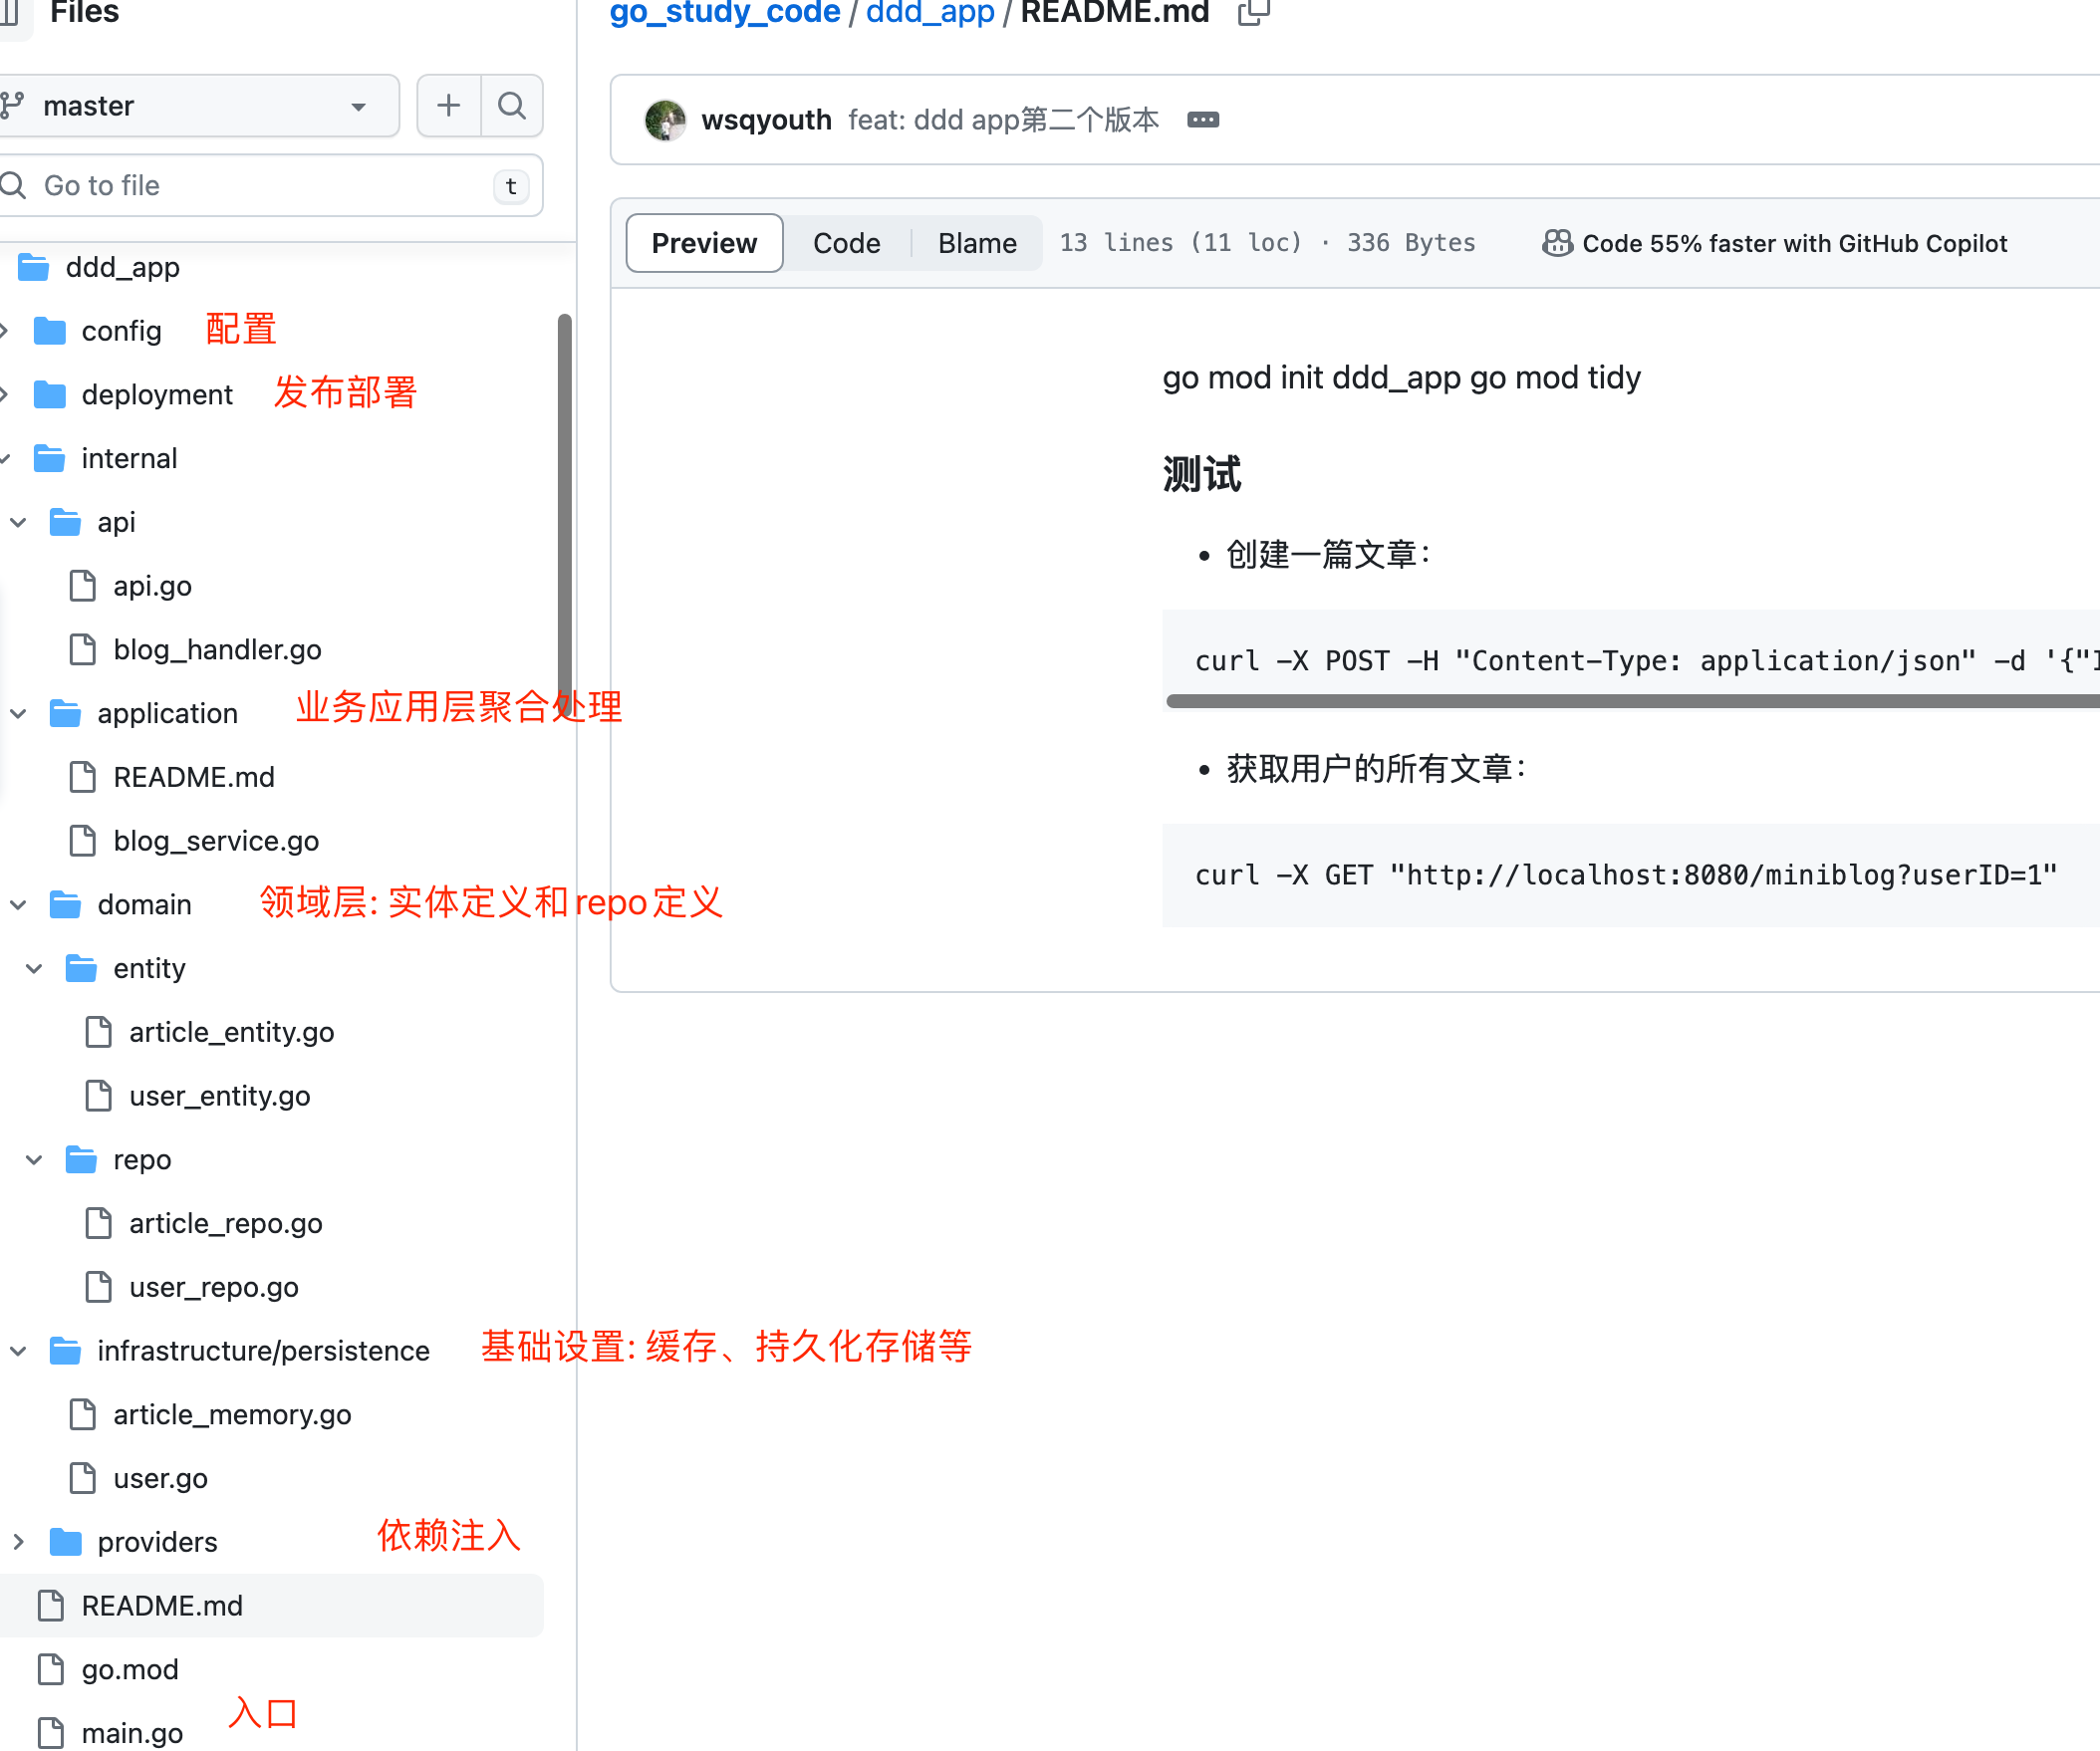 Files
go_study_code / ddd_app / README.md
master
wsqyouth feat: ddd app第二个版本
Go to file t
Preview Code Blame 13 lines (11 loc) · 336 Bytes Code 55% faster with GitHub Copilot
ddd_app
config 配置
deployment 发布部署
internal
api
api.go
blog_handler.go
application 业务应用层聚合处理
README.md
blog_service.go
domain 领域层: 实体定义和repo定义
entity
article_entity.go
user_entity.go
repo
article_repo.go
user_repo.go
infrastructure/persistence 基础设置: 缓存、持久化存储等
article_memory.go
user.go
providers 依赖注入
README.md
go.mod
入口
main.go
go mod init ddd_app go mod tidy
测试
• 创建一篇文章:
curl -X POST -H "Content-Type: application/json" -d '{"
• 获取用户的所有文章:
curl -X GET "http://localhost:8080/miniblog?userID=1"